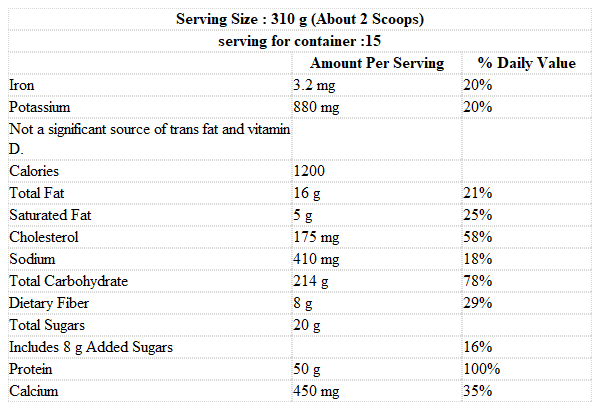 Serving Size : 310 g (About 2 Scoops)
serving for container :15
Amount Per Serving % Daily Value
Iron 3.2 mg 20%
Potassium 880 mg 20%
Not a significant source of trans fat and vitamin
D.
Calories 1200
Total Fat 16 g 21%
Saturated Fat 5 g 25%
Cholesterol 175 mg 58%
Sodium 410 mg 18%
Total Carbohydrate 214 g 78%
Dietary Fiber 8 g 29%
Total Sugars 20 g
Includes 8 g Added Sugars 16%
Protein 50 g 100%
Calcium 450 mg 35%